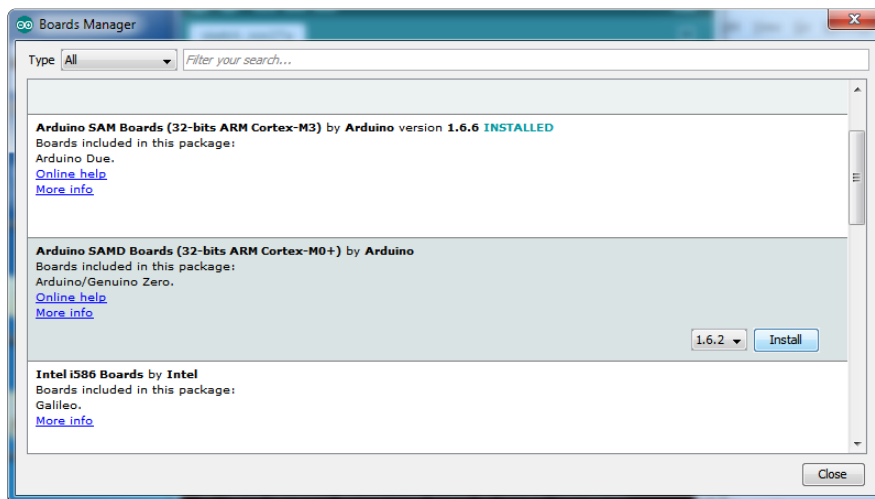 Boards Manager
Type All Filter your search...
Arduino SAM Boards (32-bits ARM Cortex-M3) by Arduino version 1.6.6 INSTALLED
Boards included in this package:
Arduino Due.
Online help
More info
Arduino SAMD Boards (32-bits ARM Cortex-M0+) by Arduino
Boards included in this package:
Arduino/Genuino Zero.
Online help
More info
1.6.2 Install
Intel i586 Boards by Intel
Boards included in this package:
Galileo.
More info
Close